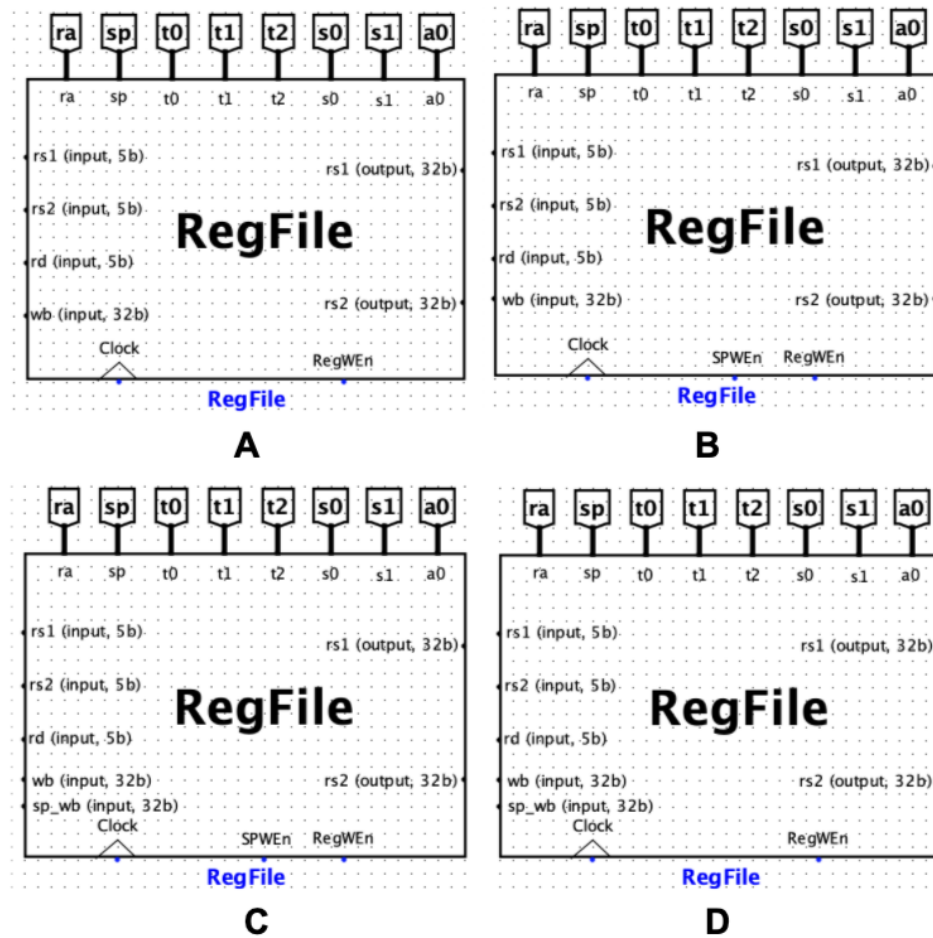 ra sp t0 t1 t2 s0 s1 a0
ra sp t0 t1 t2 s0 s1 a0
rs1 (input, 5b)
rs1 (output, 32b)
rs2 (input, 5b)
RegFile
rd (input, 5b)
rs2 (output, 32b)
wb (input, 32b)
Clock
RegWEn
RegFile
A
ra sp t0 t1 t2 s0 s1 a0
ra sp t0 t1 t2 s0 s1 a0
rs1 (input, 5b)
rs1 (output, 32b)
rs2 (input, 5b)
RegFile
rd (input, 5b)
wb (input, 32b)
rs2 (output, 32b)
Clock
SPWEn RegWEn
RegFile
B
ra sp t0 t1 t2 s0 s1 a0
ra sp t0 t1 t2 s0 s1 a0
rs1 (input, 5b)
rs1 (output, 32b)
rs2 (input, 5b)
RegFile
rd (input, 5b)
wb (input, 32b)
rs2 (output, 32b)
sp_wb (input, 32b)
Clock
SPWEn RegWEn
RegFile
C
ra sp t0 t1 t2 s0 s1 a0
ra sp t0 t1 t2 s0 s1 a0
rs1 (input, 5b)
rs1 (output, 32b)
rs2 (input, 5b)
RegFile
rd (input, 5b)
wb (input, 32b)
rs2 (output, 32b)
sp_wb (input, 32b)
Clock
RegWEn
RegFile
D